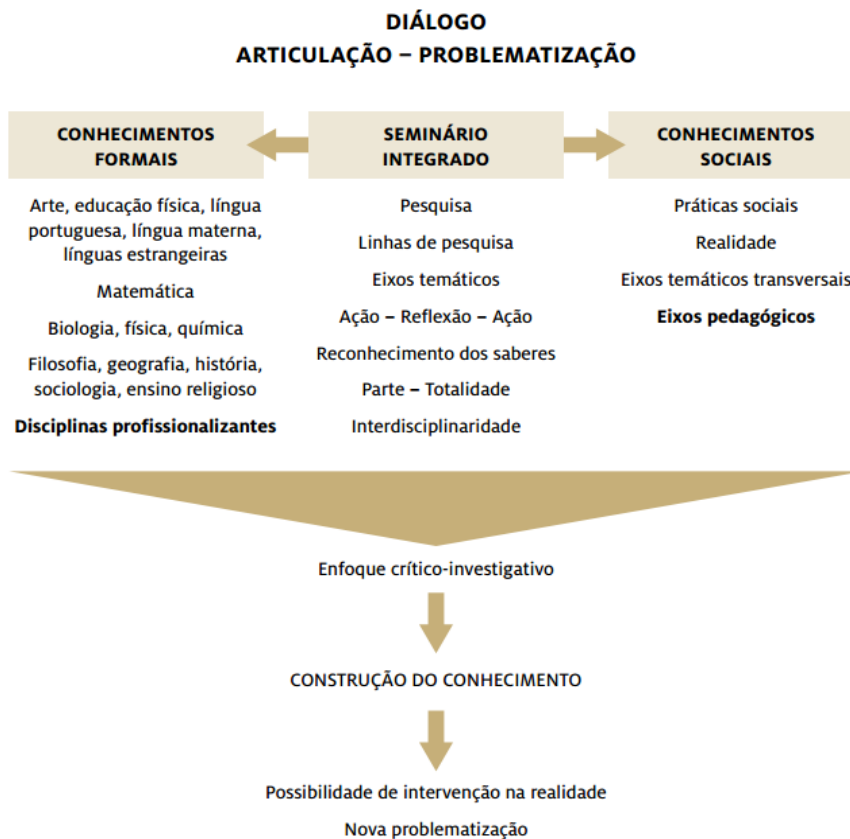 DIÁLOGO
ARTICULAÇÃO – PROBLEMATIZAÇÃO
CONHECIMENTOS
FORMAIS
Arte, educação física, língua
portuguesa, língua materna,
línguas estrangeiras
Matemática
Biologia, física, química
Filosofia, geografia, história,
sociologia, ensino religioso
Disciplinas profissionalizantes
SEMINÁRIO
INTEGRADO
Pesquisa
Linhas de pesquisa
Eixos temáticos
Ação – Reflexão – Ação
Reconhecimento dos saberes
Parte – Totalidade
Interdisciplinaridade
CONHECIMENTOS
SOCIAIS
Práticas sociais
Realidade
Eixos temáticos transversais
Eixos pedagógicos
Enfoque crítico-investigativo
CONSTRUÇÃO DO CONHECIMENTO
Possibilidade de intervenção na realidade
Nova problematização